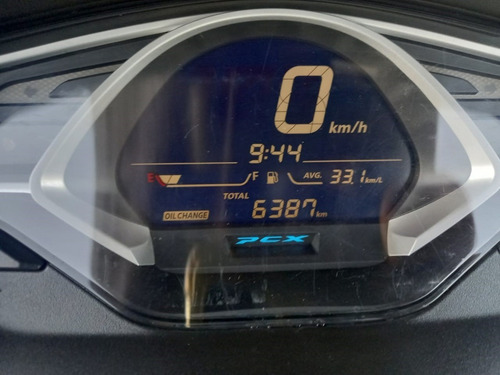 0 km/h
9:44
E F AVG. 33.1 km/L
TOTAL
OIL CHANGE 6387 km
PCX